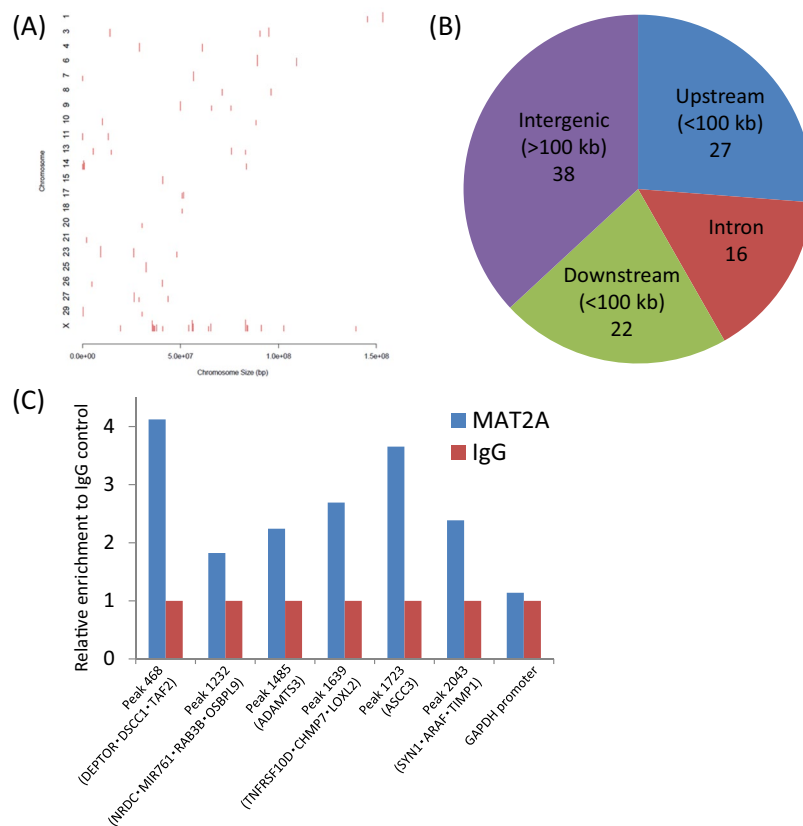 (A)
Chromosome
1
3
4
6
7
8
9
10
11
13
14
15
17
18
20
21
23
25
26
27
29
X
0.0e+00
5.0e+07
1.0e+08
1.5e+08
Chromosome Size (bp)
(B)
Upstream
(<100 kb)
27
Intron
16
Downstream
(<100 kb)
22
Intergenic
(>100 kb)
38
(C)
Relative enrichment to IgG control
4
3
2
1
0
MAT2A
IgG
Peak 468
(DEPTOR・DSCC1・TAF2)
Peak 1232
(NRDC・MIR761・RAB3B・OSBPL9)
Peak 1485
(ADAMTS3)
Peak 1639
(TNFRSF10D・CHMP7・LOXL2)
Peak 1723
(ASCC3)
Peak 2043
(SYN1・ARAF・TIMP1)
GAPDH promoter